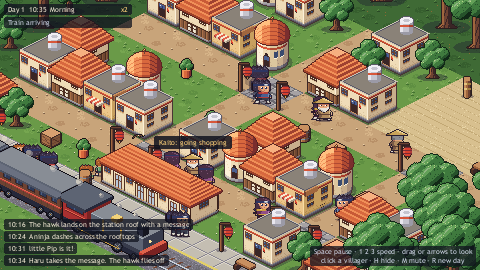 Day 1 10:35 Morning x2
Train arriving
Kaito: going shopping
10:16 The hawk lands on the station roof with a message
10:24 A ninja dashes across the rooftops
10:31 little Pip is it!
10:34 Haru takes the message. The hawk flies off
Space pause · 1 2 3 speed · drag or arrows to look
click a villager · H hide · M mute · R new day